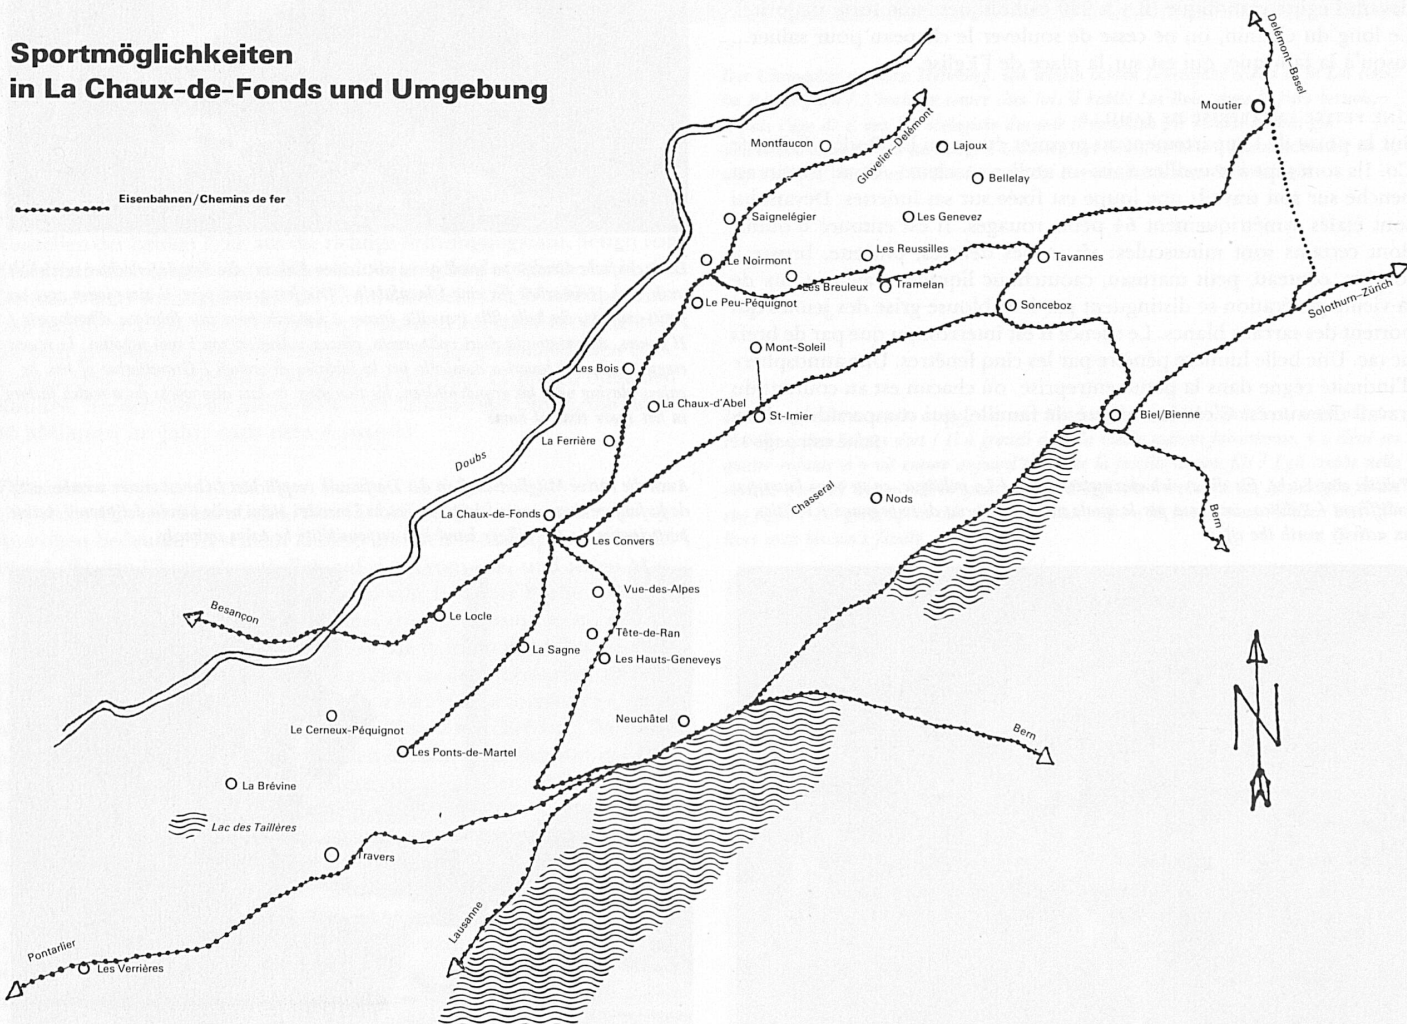 Sportmöglichkeiten
in La Chaux-de-Fonds und Umgebung
Eisenbahnen/Chemins de fer
Delémont–Basel
Moutier
Montfaucon
Glovelier–Delémont
Lajoux
Bellelay
Saignelégier
Les Genevez
Les Reussilles
Le Noirmont
Tavannes
Les Breuleux
Tramelan
Le Peu-Péquignot
Sonceboz
Solothurn–Zürich
Mont-Soleil
Les Bois
La Chaux-d'Abel
St-Imier
Biel/Bienne
La Ferrière
Doubs
Chasseral
Nods
La Chaux-de-Fonds
Bern
Les Convers
Vue-des-Alpes
Besançon
Le Locle
Tête-de-Ran
La Sagne
Les Hauts-Geneveys
N
Neuchâtel
Le Cerneux-Péquignot
Bern
Les Ponts-de-Martel
La Brévine
Lac des Taillères
Travers
Lausanne
Pontarlier
Les Verrières